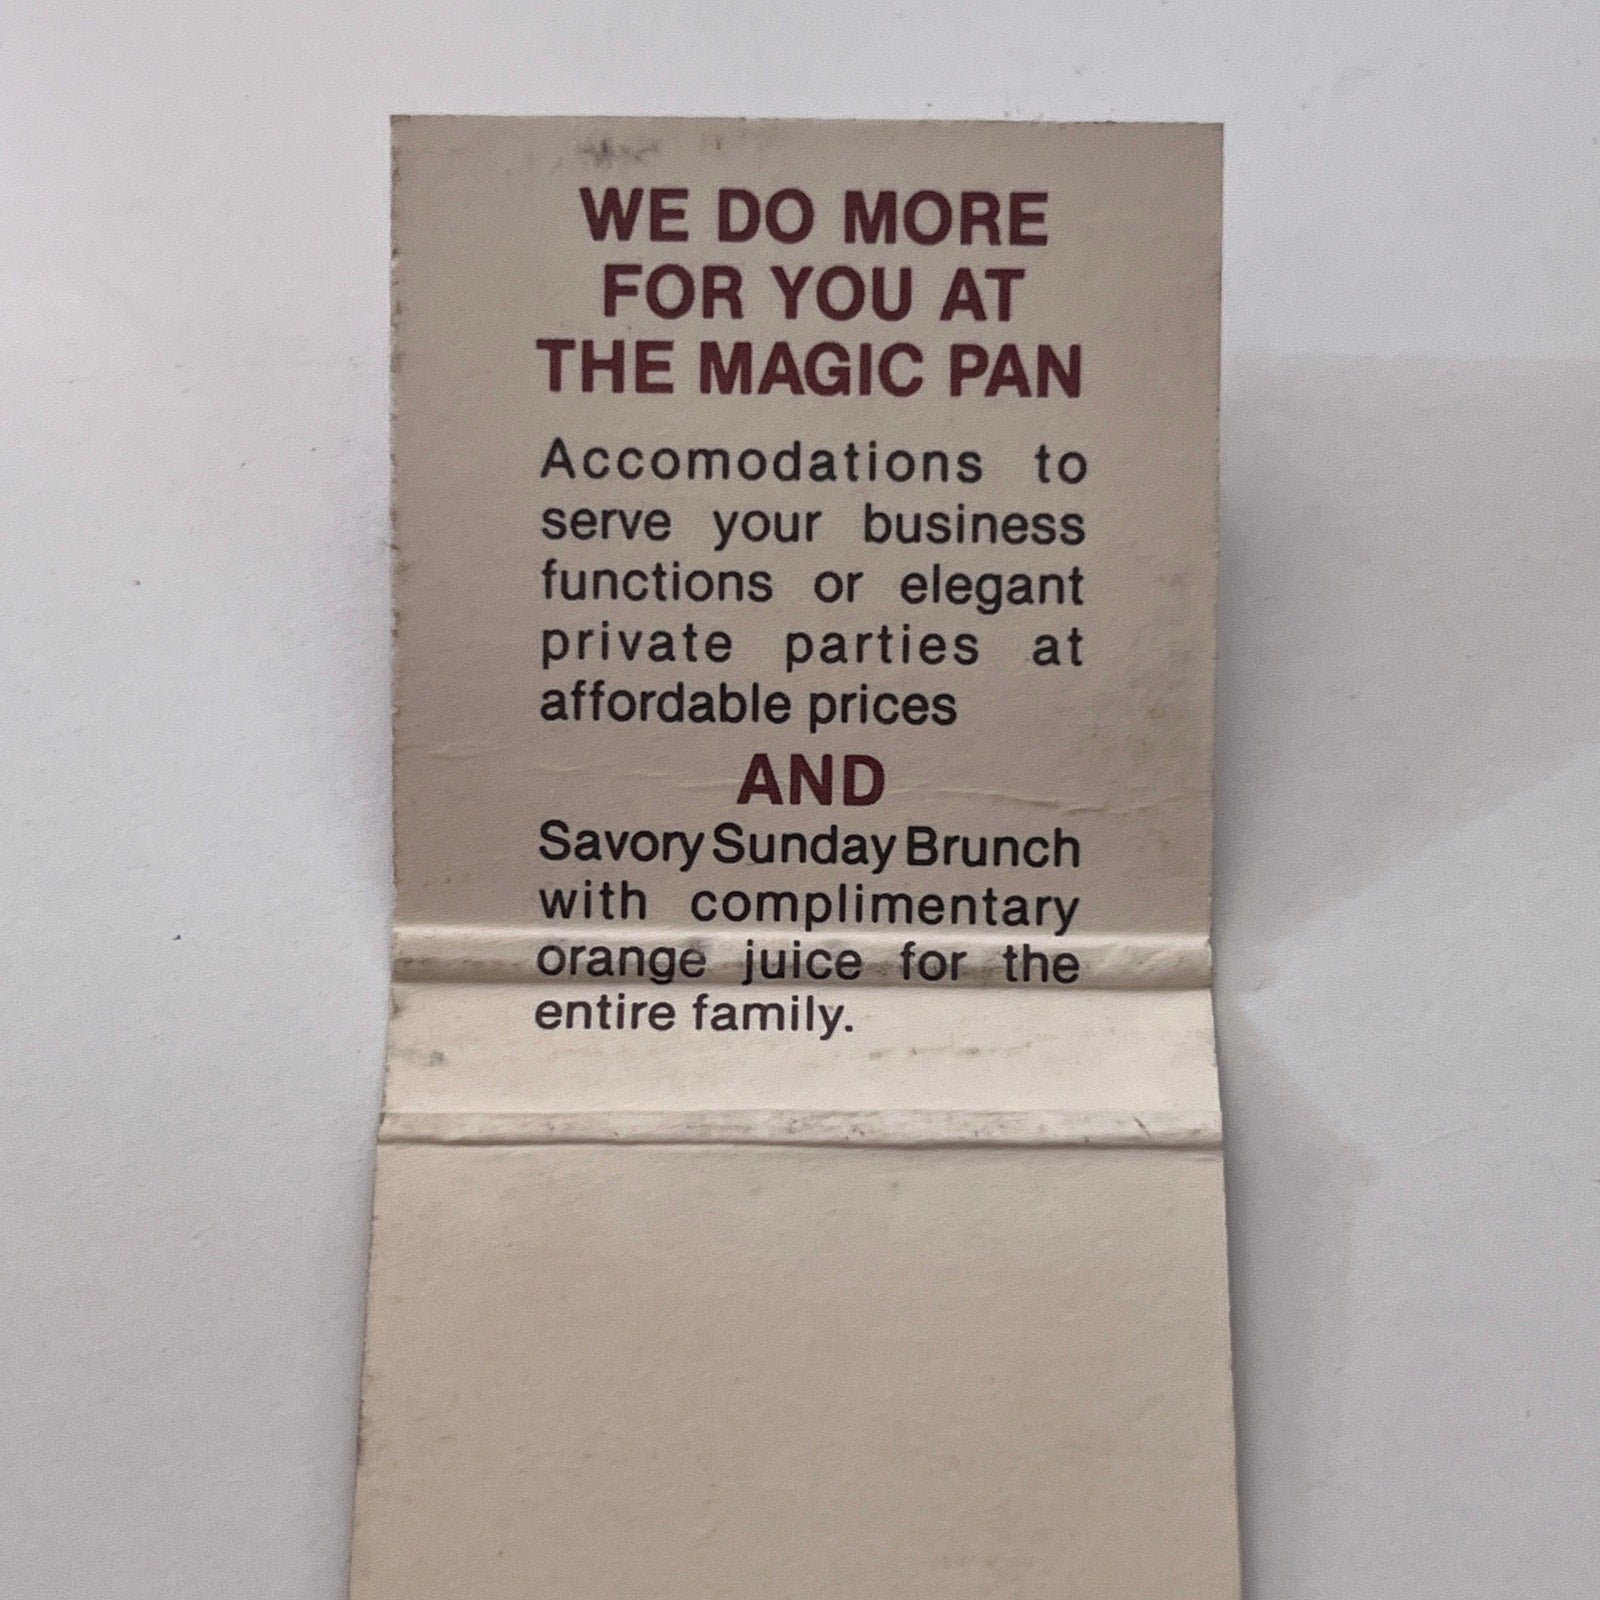 WE DO MORE
FOR YOU AT
THE MAGIC PAN
Accomodations to
serve your business
functions or elegant
private parties at
affordable prices
AND
Savory Sunday Brunch
with complimentary
orange juice for the
entire family.